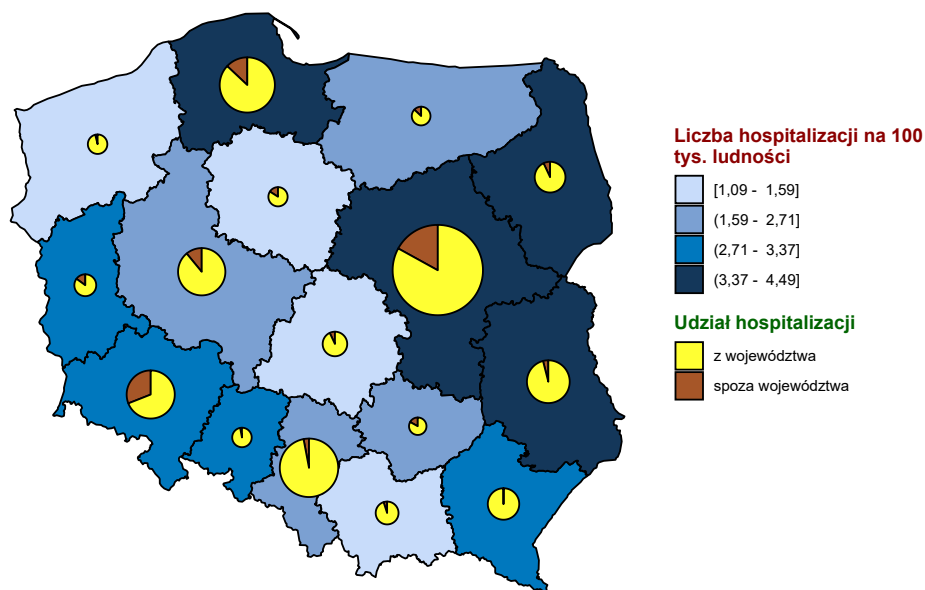 Liczba hospitalizacji na 100
tys. ludności
[1,09 - 1,59]
(1,59 - 2,71]
(2,71 - 3,37]
(3,37 - 4,49]
Udział hospitalizacji
z województwa
spoza województwa